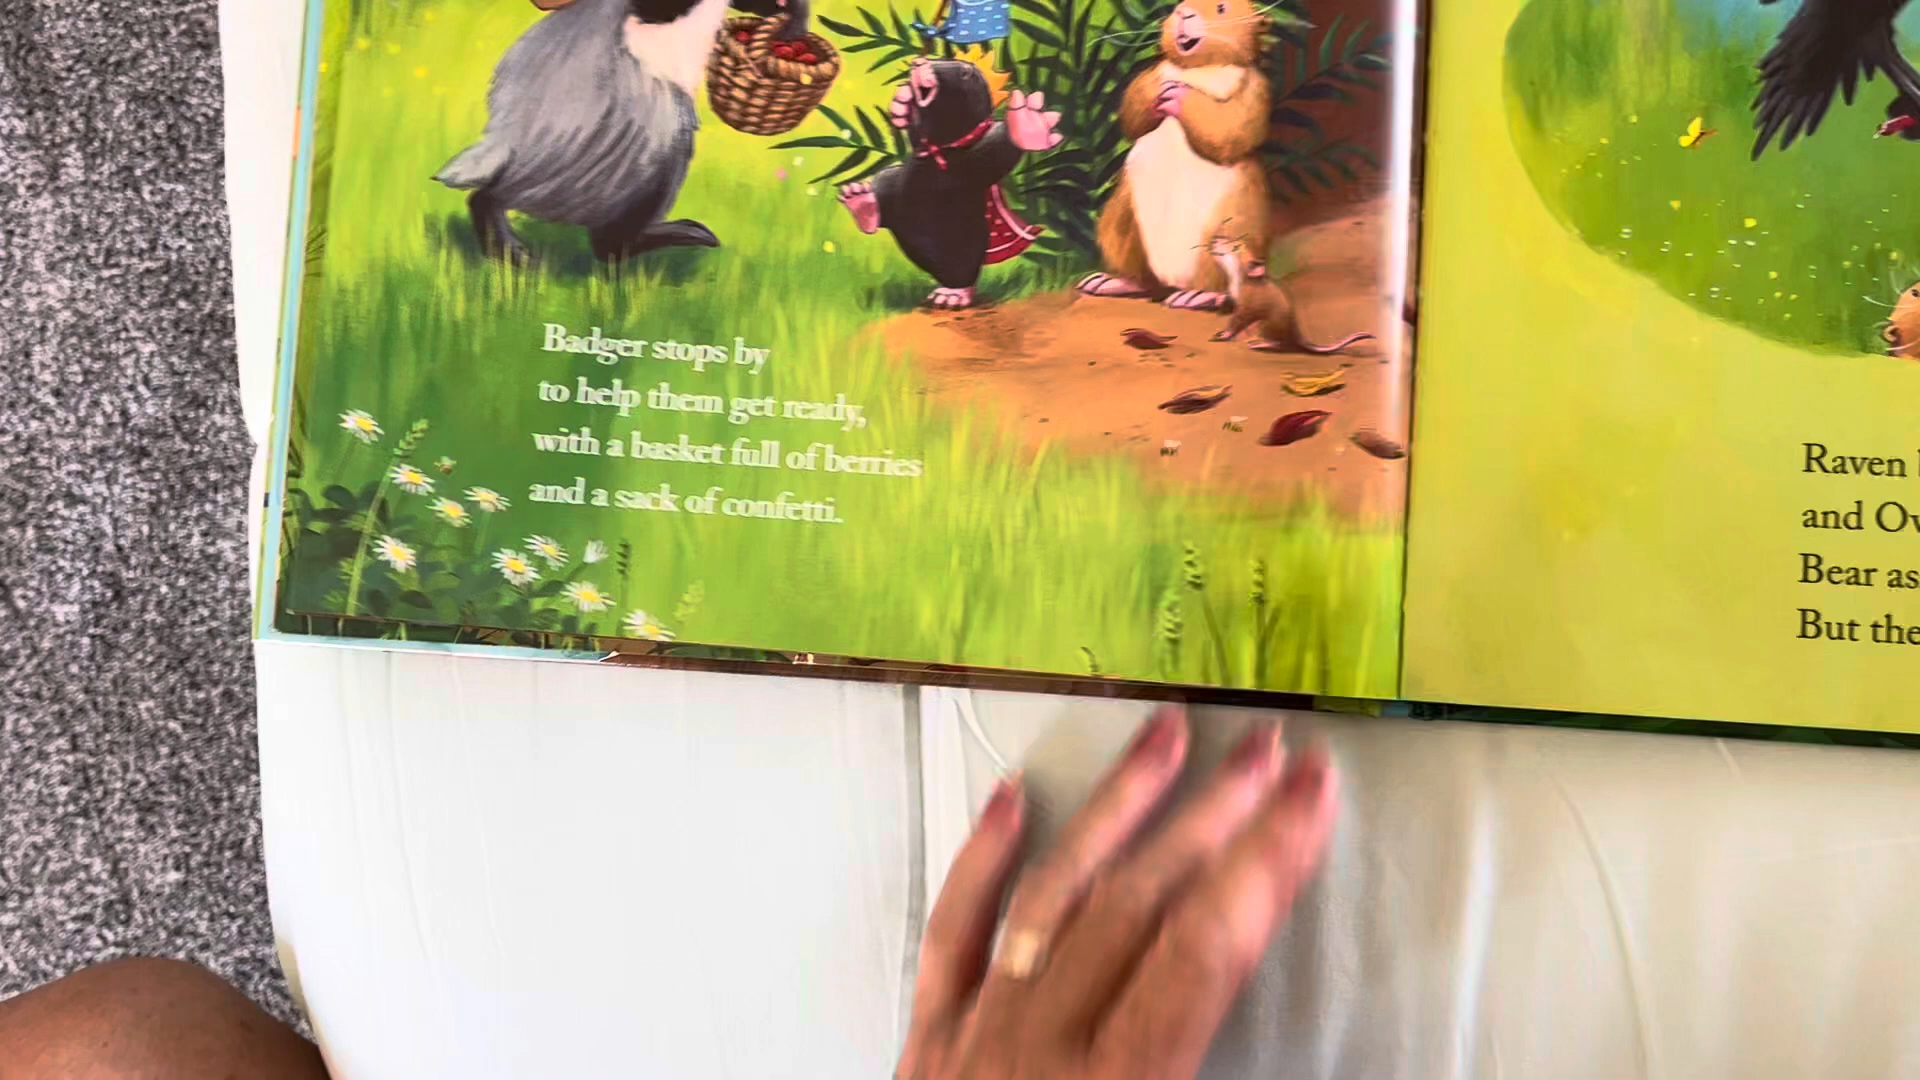 Badger stops by
to help them get ready,
with a basket full of berries
and a sack of confetti.
Raven
and
Bear
But